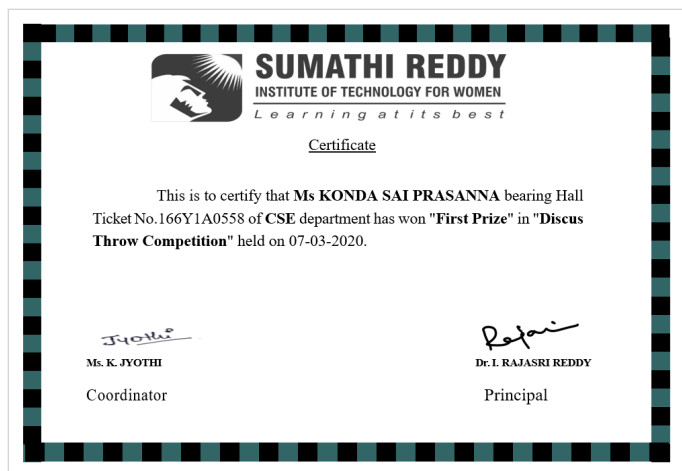 SUMATHI REDDY
INSTITUTE OF TECHNOLOGY FOR WOMEN
Learning at its best
Certificate
This is to certify that Ms KONDA SAI PRASANNA bearing Hall
Ticket No.166Y1A0558 of CSE department has won "First Prize" in "Discus
Throw Competition" held on 07-03-2020.
Jyothi
Ms. K. JYOTHI
Dr. I. RAJASRI REDDY
Coordinator
Principal